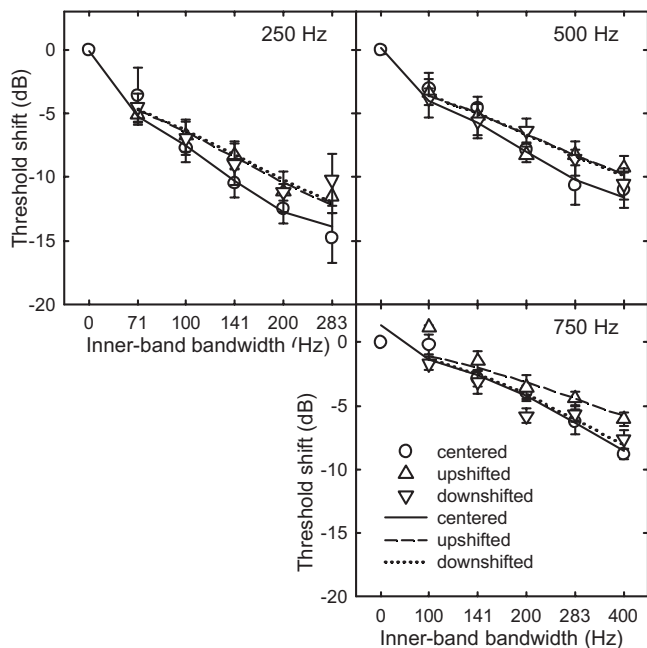 250 Hz
500 Hz
Threshold shift (dB)
0
-5
-10
-15
-20
0 71 100 141 200 283
Inner-band bandwidth (Hz)
750 Hz
Threshold shift (dB)
0
-5
-10
-15
-20
centered
upshifted
downshifted
centered
upshifted
downshifted
0 100 141 200 283 400
Inner-band bandwidth (Hz)